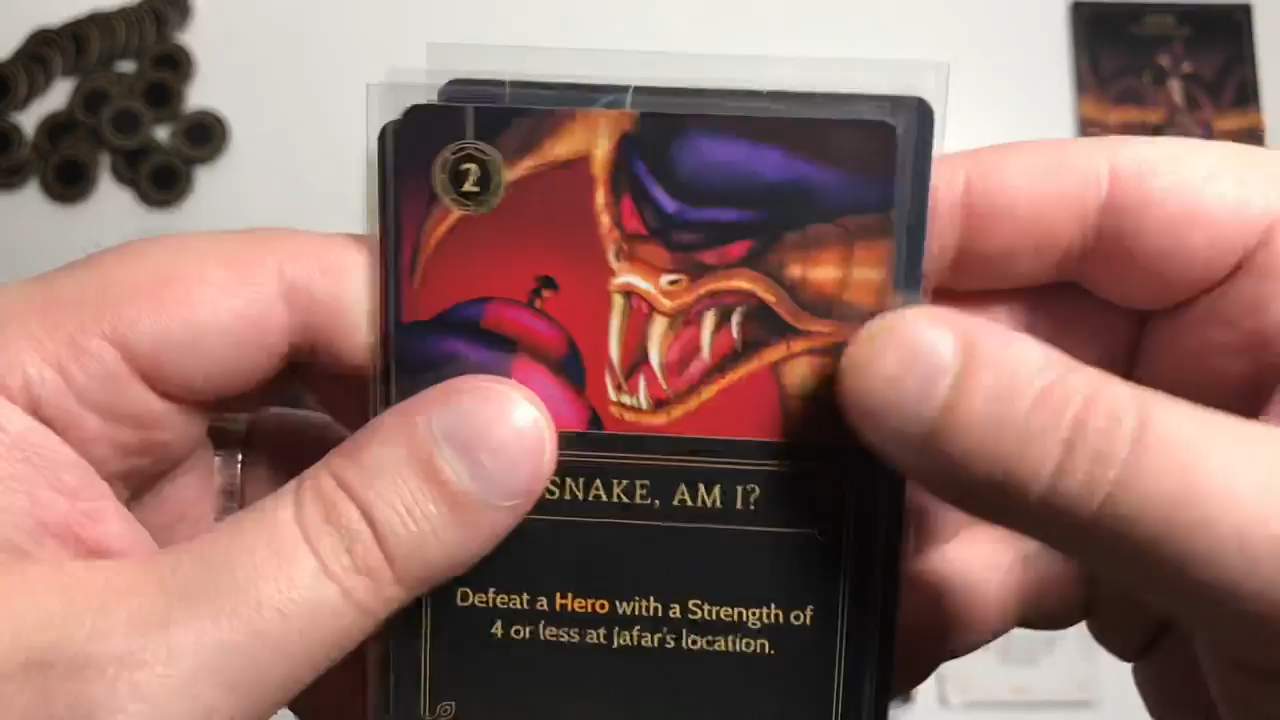 2
SNAKE, AM I?
Defeat a Hero with a Strength of
4 or less at Jafar's location.